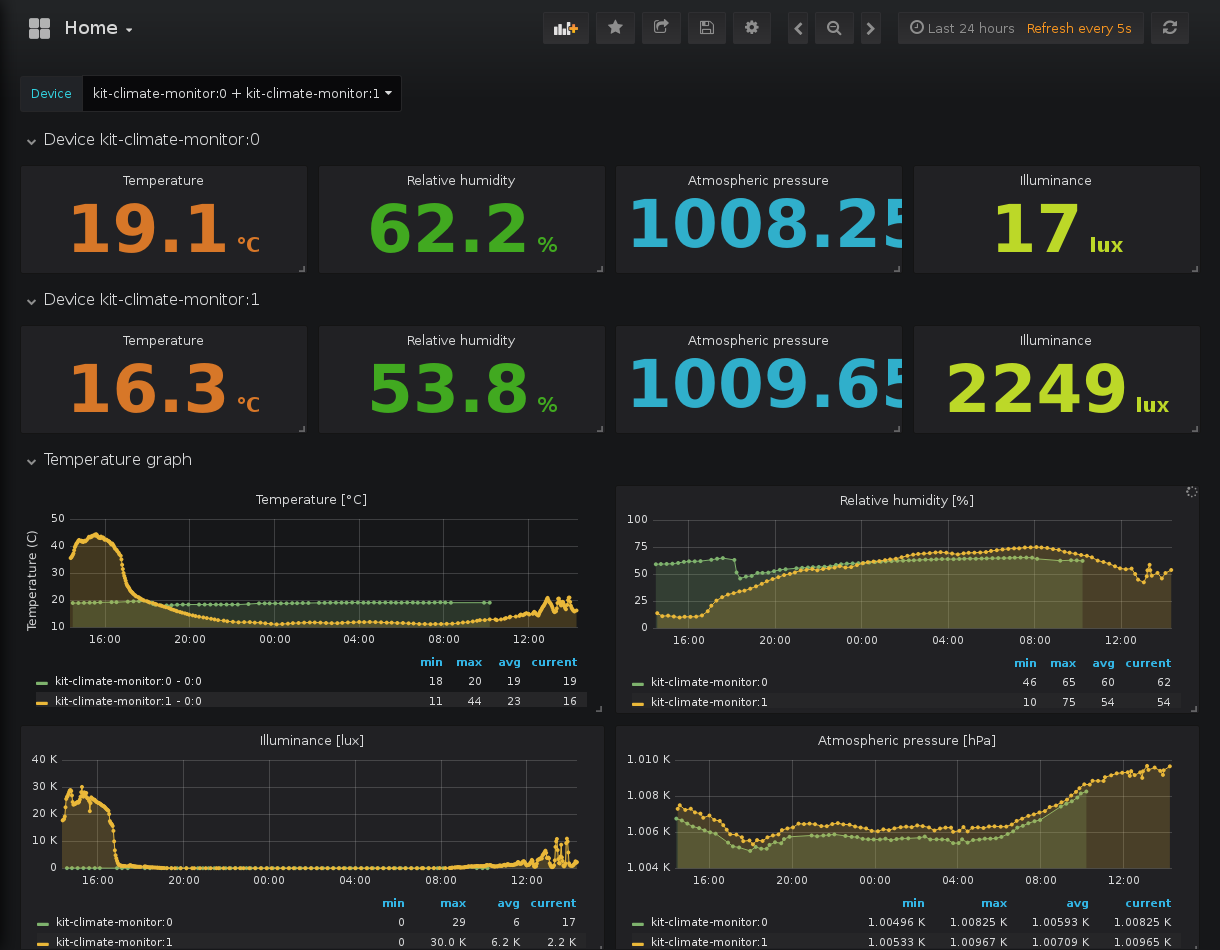 Home
Last 24 hours Refresh every 5s
Device kit-climate-monitor:0 + kit-climate-monitor:1
Device kit-climate-monitor:0
Temperature Relative humidity Atmospheric pressure Illuminance
19.1 °C 62.2 % 1008.25 17 lux
Device kit-climate-monitor:1
Temperature Relative humidity Atmospheric pressure Illuminance
16.3 °C 53.8 % 1009.65 2249 lux
Temperature graph
Temperature [°C]
Temperature (C)
50
40
30
20
10
16:00 20:00 00:00 04:00 08:00 12:00
min max avg current
kit-climate-monitor:0 - 0:0 18 20 19 19
kit-climate-monitor:1 - 0:0 11 44 23 16
Relative humidity [%]
100
75
50
25
0
16:00 20:00 00:00 04:00 08:00 12:00
min max avg current
kit-climate-monitor:0 46 65 60 62
kit-climate-monitor:1 10 75 54 54
Illuminance [lux]
40 K
30 K
20 K
10 K
0
16:00 20:00 00:00 04:00 08:00 12:00
min max avg current
kit-climate-monitor:0 0 29 6 17
kit-climate-monitor:1 0 30.0 K 6.2 K 2.2 K
Atmospheric pressure [hPa]
1.010 K
1.008 K
1.006 K
1.004 K
16:00 20:00 00:00 04:00 08:00 12:00
min max avg current
kit-climate-monitor:0 1.00496 K 1.00825 K 1.00593 K 1.00825 K
kit-climate-monitor:1 1.00533 K 1.00967 K 1.00709 K 1.00965 K